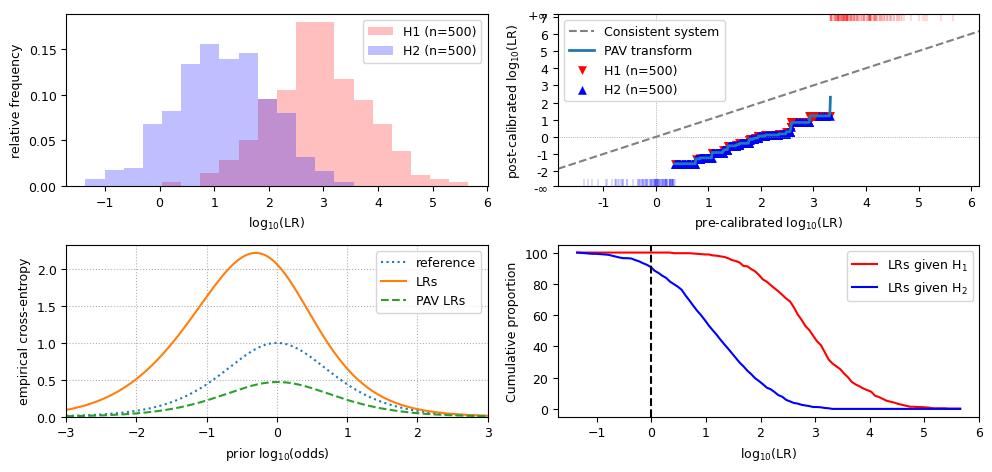 relative frequency
0.15
0.10
0.05
0.00
H1 (n=500)
H2 (n=500)
−1 0 1 2 3 4 5 6
log10(LR)
post-calibrated log10(LR)
+∞
7
6
5
4
3
2
1
0
-1
-2
-∞
Consistent system
PAV transform
H1 (n=500)
H2 (n=500)
-1 0 1 2 3 4 5 6
pre-calibrated log10(LR)
empirical cross-entropy
2.0
1.5
1.0
0.5
0.0
reference
LRs
PAV LRs
−3 −2 −1 0 1 2 3
prior log10(odds)
Cumulative proportion
100
80
60
40
20
0
LRs given H1
LRs given H2
−1 0 1 2 3 4 5 6
log10(LR)